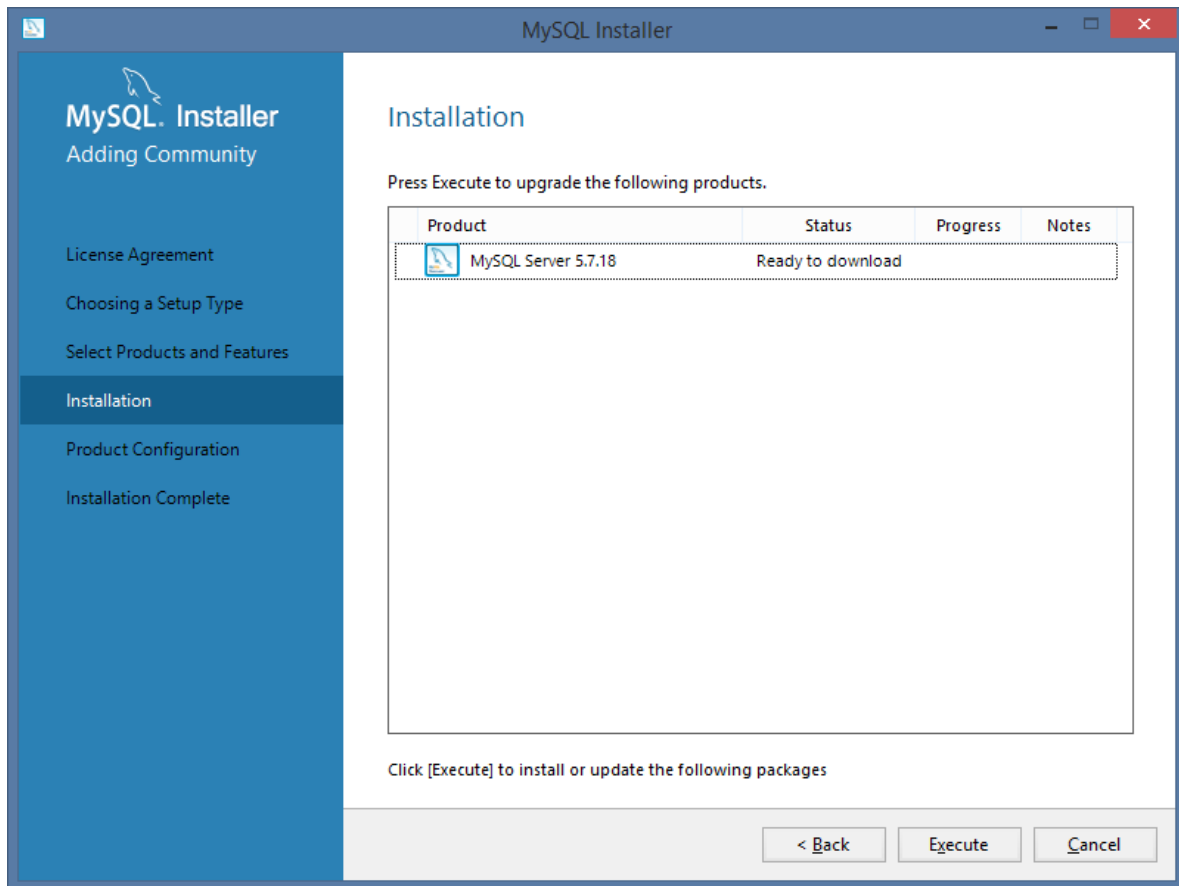 MySQL Installer
MySQL. Installer
Adding Community
License Agreement
Choosing a Setup Type
Select Products and Features
Installation
Product Configuration
Installation Complete
Installation
Press Execute to upgrade the following products.
Product Status Progress Notes
MySQL Server 5.7.18 Ready to download
Click [Execute] to install or update the following packages
< Back Execute Cancel